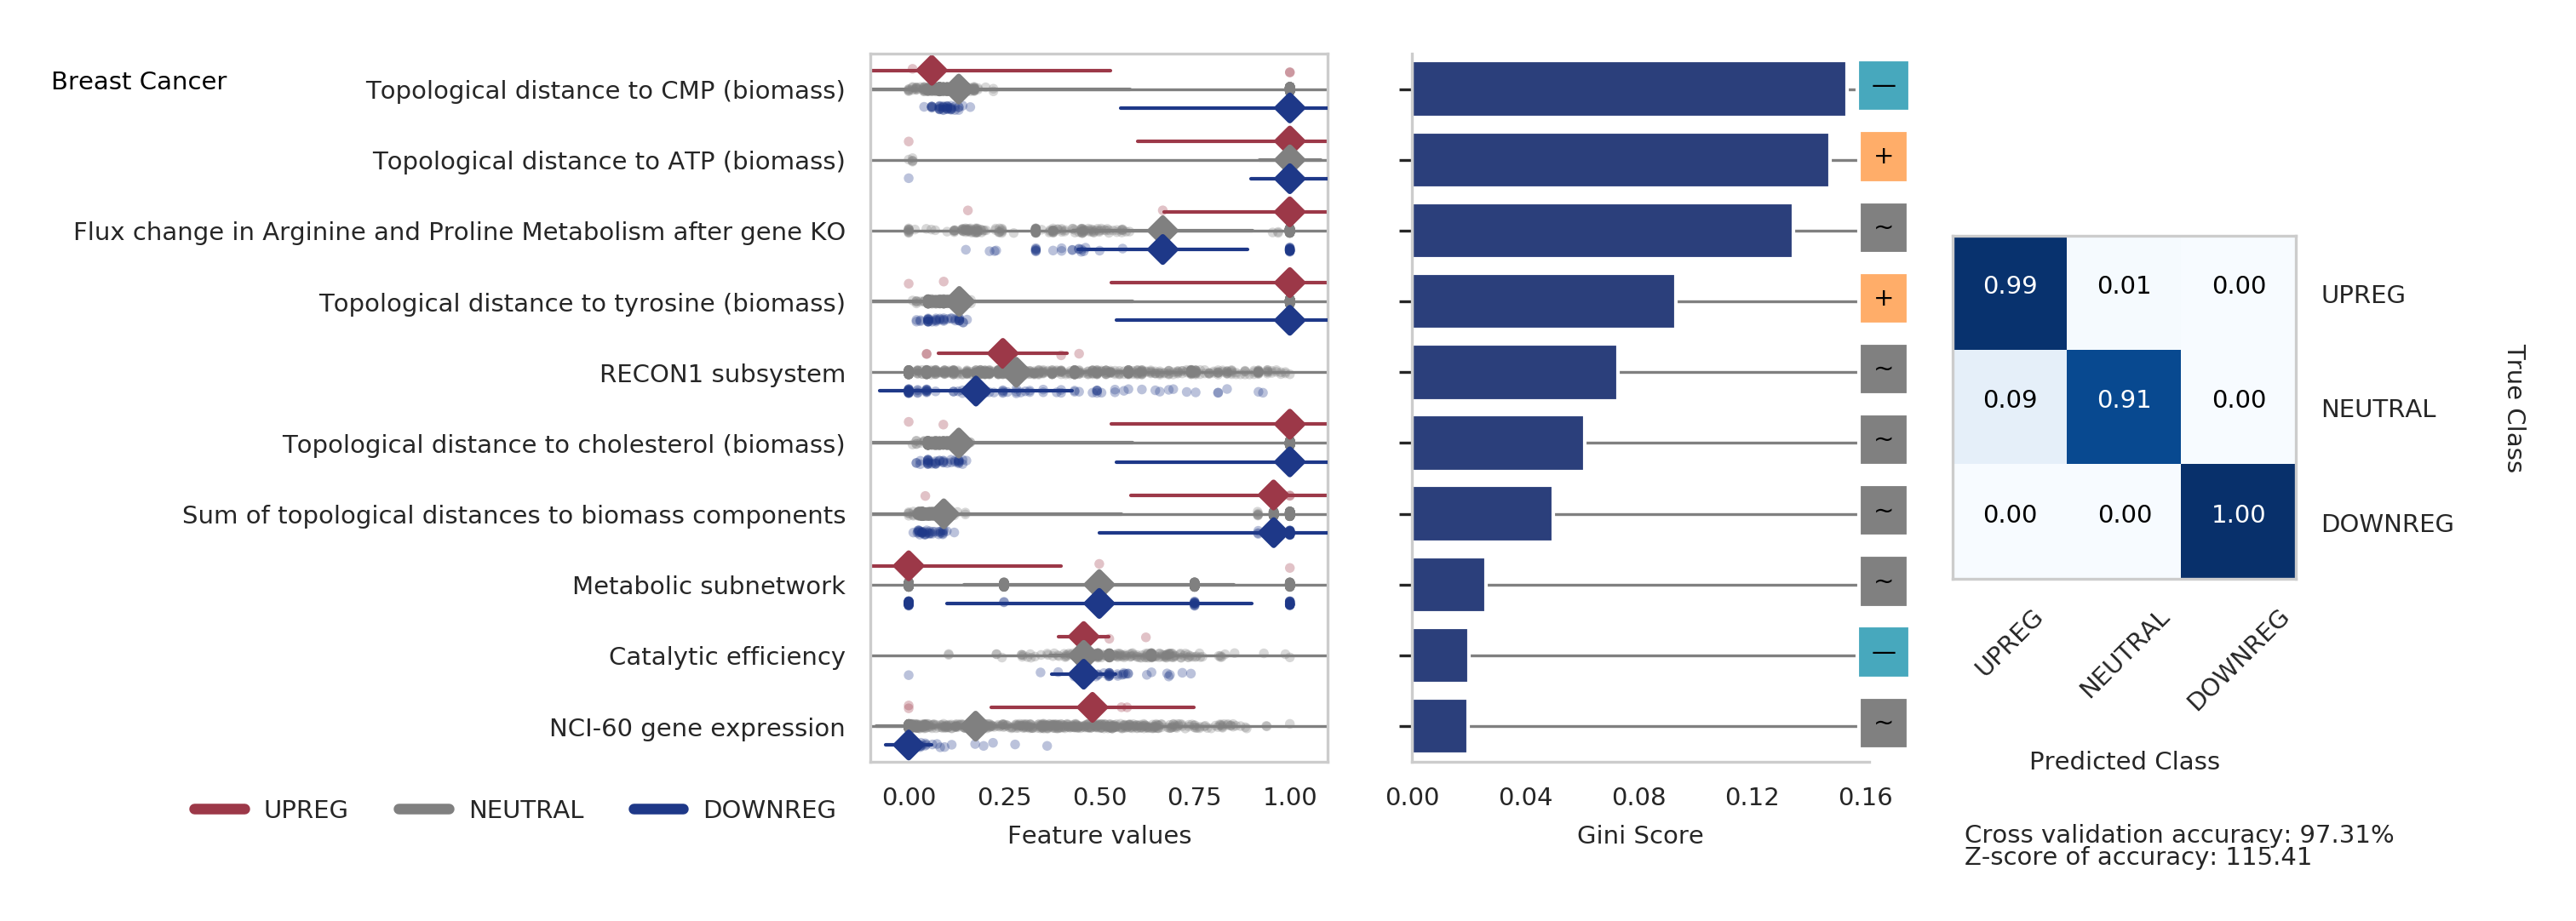 Breast Cancer
Topological distance to CMP (biomass)
Topological distance to ATP (biomass)
Flux change in Arginine and Proline Metabolism after gene KO
Topological distance to tyrosine (biomass)
RECON1 subsystem
Topological distance to cholesterol (biomass)
Sum of topological distances to biomass components
Metabolic subnetwork
Catalytic efficiency
NCI-60 gene expression
UPREG NEUTRAL DOWNREG
0.00 0.25 0.50 0.75 1.00
Feature values
—
+
~
+
~
~
~
~
—
~
0.00 0.04 0.08 0.12 0.16
Gini Score
0.99 0.01 0.00 UPREG
0.09 0.91 0.00 NEUTRAL
0.00 0.00 1.00 DOWNREG
True Class
UPREG NEUTRAL DOWNREG
Predicted Class
Cross validation accuracy: 97.31%
Z-score of accuracy: 115.41